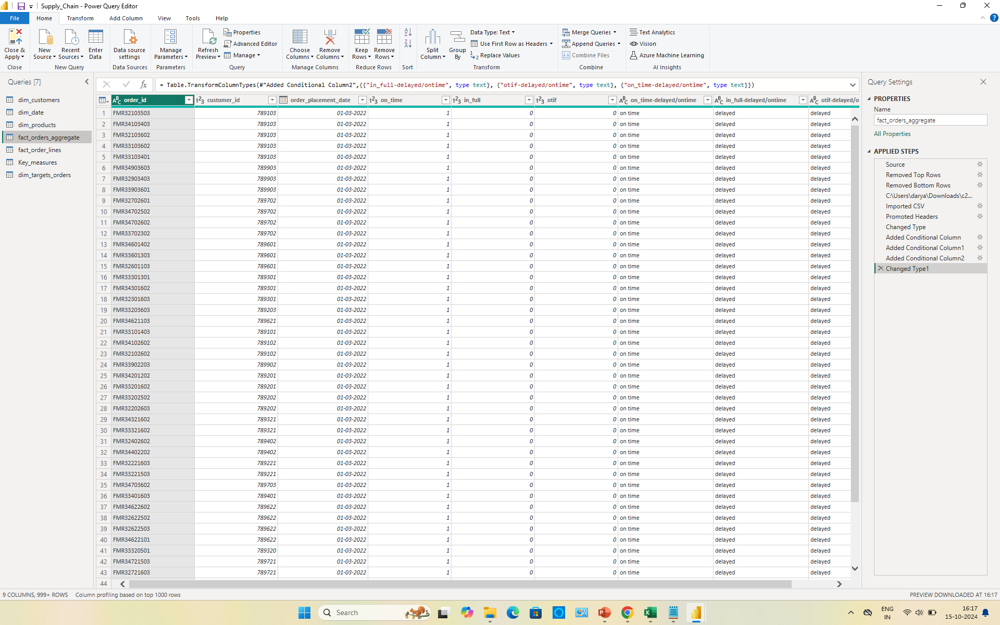 Supply_Chain - Power Query Editor
File Home Transform Add Column View Tools Help
Close & Apply
New Source
Recent Sources
Enter Data
Data source settings
Manage Parameters
Refresh Preview
Properties
Advanced Editor
Manage
Choose Columns
Remove Columns
Keep Rows
Remove Rows
Split Column
Group By
Data Type: Text
Use First Row as Headers
Replace Values
Merge Queries
Append Queries
Combine Files
Text Analytics
Vision
Azure Machine Learning
Close New Query Data Sources Parameters Query Manage Columns Reduce Rows Sort Transform Combine AI Insights
Queries [7]
dim_customers
dim_date
dim_products
fact_orders_aggregate
fact_order_lines
Key_measures
dim_targets_orders
= Table.TransformColumnTypes(#"Added Conditional Column2",{{"in_full-delayed/ontime", type text}, {"otif-delayed/ontime", type text}, {"on_time-delayed/ontime", type text}})
order_id customer_id order_placement_date on_time in_full otif on_time-delayed/ontime in_full-delayed/ontime otif-delayed/o
1 FMR32103503 789103 01-03-2022 1 0 0 on time delayed delayed
2 FMR34103403 789103 01-03-2022 1 0 0 on time delayed delayed
3 FMR32103602 789103 01-03-2022 1 0 0 on time delayed delayed
4 FMR33103602 789103 01-03-2022 1 0 0 on time delayed delayed
5 FMR33103401 789103 01-03-2022 1 0 0 on time delayed delayed
6 FMR34903603 789903 01-03-2022 1 0 0 on time delayed delayed
7 FMR32903403 789903 01-03-2022 1 0 0 on time delayed delayed
8 FMR33903601 789903 01-03-2022 1 0 0 on time delayed delayed
9 FMR32702601 789702 01-03-2022 1 0 0 on time delayed delayed
10 FMR34702502 789702 01-03-2022 1 0 0 on time delayed delayed
11 FMR34702602 789702 01-03-2022 1 0 0 on time delayed delayed
12 FMR33702302 789702 01-03-2022 1 0 0 on time delayed delayed
13 FMR34601402 789601 01-03-2022 1 0 0 on time delayed delayed
14 FMR33601303 789601 01-03-2022 1 0 0 on time delayed delayed
15 FMR32601103 789601 01-03-2022 1 0 0 on time delayed delayed
16 FMR33301301 789301 01-03-2022 1 0 0 on time delayed delayed
17 FMR34301602 789301 01-03-2022 1 0 0 on time delayed delayed
18 FMR32301603 789301 01-03-2022 1 0 0 on time delayed delayed
19 FMR33203603 789203 01-03-2022 1 0 0 on time delayed delayed
20 FMR34621103 789621 01-03-2022 1 0 0 on time delayed delayed
21 FMR33101403 789101 01-03-2022 1 0 0 on time delayed delayed
22 FMR34102602 789102 01-03-2022 1 0 0 on time delayed delayed
23 FMR32102602 789102 01-03-2022 1 0 0 on time delayed delayed
24 FMR33902203 789902 01-03-2022 1 0 0 on time delayed delayed
25 FMR34201202 789201 01-03-2022 1 0 0 on time delayed delayed
26 FMR33201602 789201 01-03-2022 1 0 0 on time delayed delayed
27 FMR33202502 789202 01-03-2022 1 0 0 on time delayed delayed
28 FMR32202603 789202 01-03-2022 1 0 0 on time delayed delayed
29 FMR34321602 789321 01-03-2022 1 0 0 on time delayed delayed
30 FMR33321602 789321 01-03-2022 1 0 0 on time delayed delayed
31 FMR32402602 789402 01-03-2022 1 0 0 on time delayed delayed
32 FMR34402202 789402 01-03-2022 1 0 0 on time delayed delayed
33 FMR32221603 789221 01-03-2022 1 0 0 on time delayed delayed
34 FMR33221503 789221 01-03-2022 1 0 0 on time delayed delayed
35 FMR34703602 789703 01-03-2022 1 0 0 on time delayed delayed
36 FMR33401603 789401 01-03-2022 1 0 0 on time delayed delayed
37 FMR34622602 789622 01-03-2022 1 0 0 on time delayed delayed
38 FMR32622502 789622 01-03-2022 1 0 0 on time delayed delayed
39 FMR32622503 789622 01-03-2022 1 0 0 on time delayed delayed
40 FMR34622101 789622 01-03-2022 1 0 0 on time delayed delayed
41 FMR33320501 789320 01-03-2022 1 0 0 on time delayed delayed
42 FMR34721503 789721 01-03-2022 1 0 0 on time delayed delayed
43 FMR32721603 789721 01-03-2022 1 0 0 on time delayed delayed
44
Query Settings
PROPERTIES
Name
fact_orders_aggregate
All Properties
APPLIED STEPS
Source
Removed Top Rows
Removed Bottom Rows
C:\Users\darya\Downloads\c2...
Imported CSV
Promoted Headers
Changed Type
Added Conditional Column
Added Conditional Column1
Added Conditional Column2
Changed Type1
9 COLUMNS, 999+ ROWS Column profiling based on top 1000 rows
PREVIEW DOWNLOADED AT 16:17
Search
ENG
IN
16:17
15-10-2024